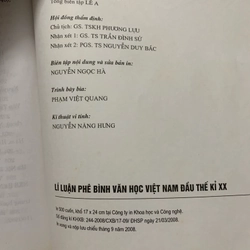 Tổng biên tập LÊ A
Hội đồng thẩm định:
Chủ tịch: GS. TSKH PHƯƠNG LỰU
Nhận xét 1: GS. TS TRẦN ĐÌNH SỬ
Nhận xét 2: PGS. TS NGUYỄN DUY BẮC
Biên tập nội dung và sửa bản in:
NGUYỄN NGỌC HÀ
Trình bày bìa:
PHẠM VIỆT QUANG
Kĩ thuật vi tính:
NGUYỄN NĂNG HƯNG
LÍ LUẬN PHÊ BÌNH VĂN HỌC VIỆT NAM ĐẦU THẾ KỈ XX
In 500 cuốn, khổ 17 x 24 cm tại Công ty in Khoa học và Công nghệ.
Số đăng kí KHXB: 244-2008/CXB/17-09/ ĐHSP ngày 21/03/2008.
In xong và nộp lưu chiểu tháng 9 năm 2008.